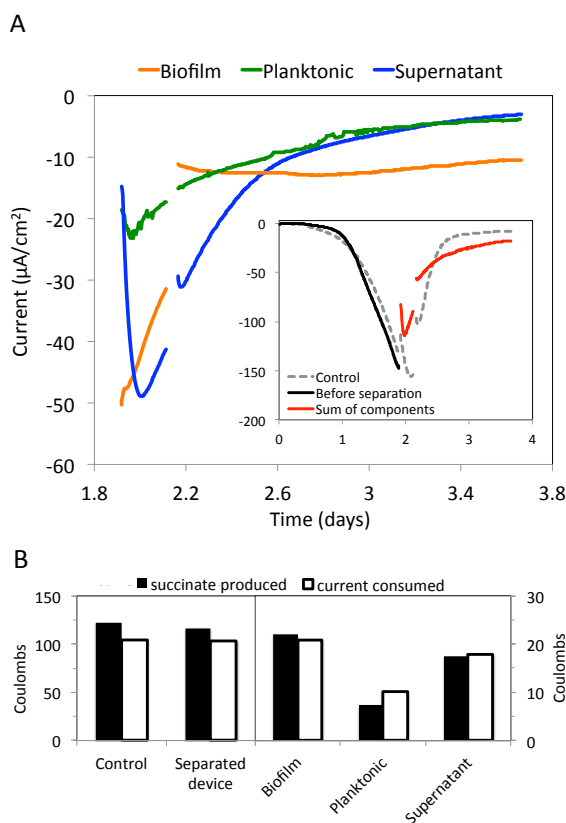 A
Biofilm Planktonic Supernatant
0
-10
-20
-30
-40
-50
-60
Current (µA/cm²)
1.8 2.2 2.6 3 3.4 3.8
Time (days)
0
-50
-100
-150
-200
Control
Before separation
Sum of components
0 1 2 3 4
B
succinate produced current consumed
150
100
50
0
Coulombs
30
20
10
0
Coulombs
Control
Separated
device
Biofilm
Planktonic
Supernatant